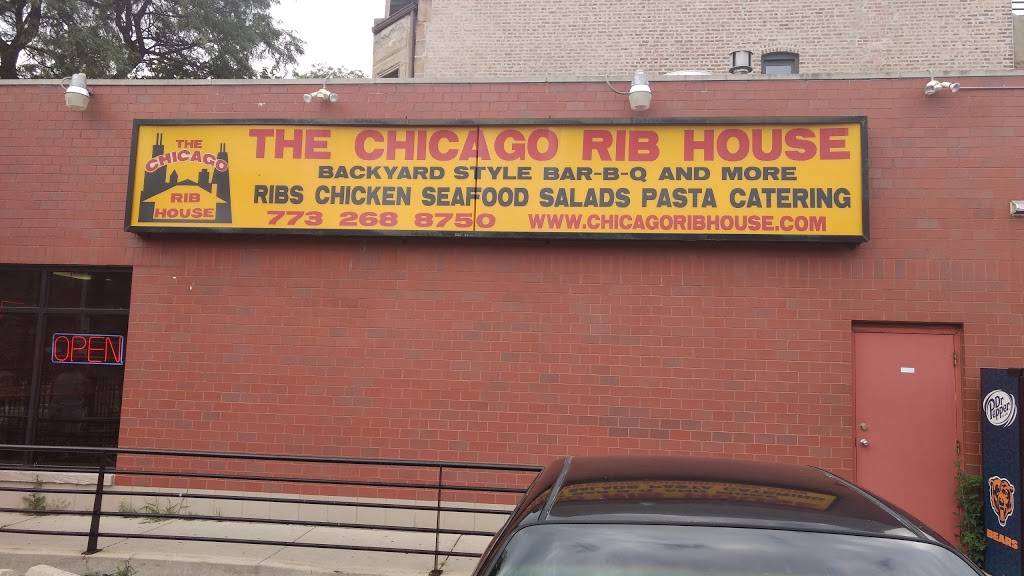 THE
CHICAGO
RIB
HOUSE
THE CHICAGO RIB HOUSE
BACKYARD STYLE BAR-B-Q AND MORE
RIBS CHICKEN SEAFOOD SALADS PASTA CATERING
773 268 8750 WWW.CHICAGORIBHOUSE.COM
OPEN
Dr Pepper
BEARS